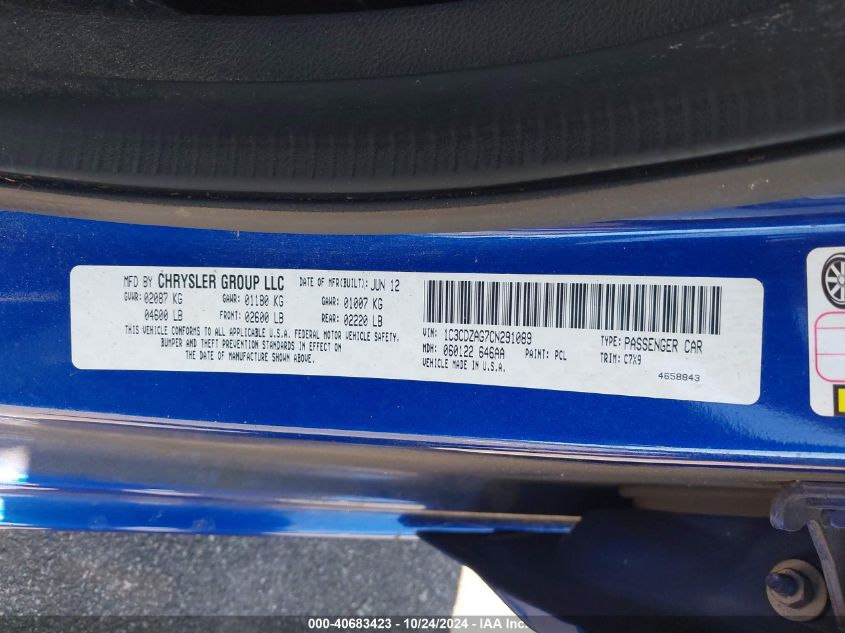 MFD BY CHRYSLER GROUP LLC DATE OF MFR(BUILT): JUN 12
GVWR: 02087 KG GAWR: 01180 KG GAWR: 01007 KG
04600 LB FRONT: 02600 LB REAR: 02220 LB
THIS VEHICLE CONFORMS TO ALL APPLICABLE U.S.A. FEDERAL MOTOR VEHICLE SAFETY,
BUMPER AND THEFT PREVENTION STANDARDS IN EFFECT ON
THE DATE OF MANUFACTURE SHOWN ABOVE.
VIN: 1C3CDZAG7CN291089 TYPE: PASSENGER CAR
MDH: 060122 646AA PAINT: PCL TRIM: C7X9
VEHICLE MADE IN U.S.A. 4658843
000-40683423 - 10/24/2024 - IAA Inc.